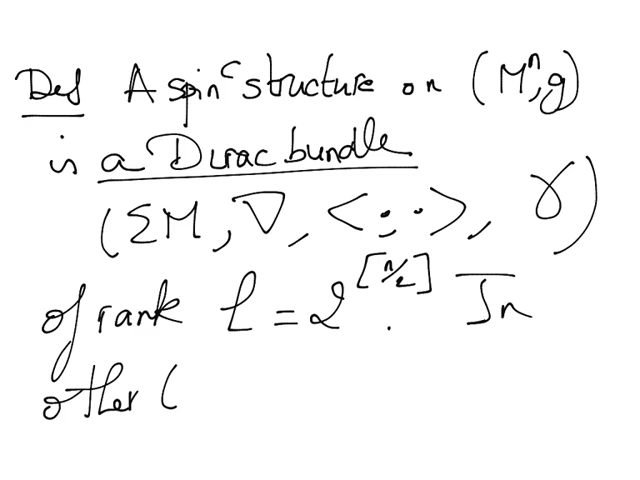 Def A spin^c structure on (M^n, g)
is a Dirac bundle
(ΣM, ∇, < ; · >, γ)
of rank l = 2^[n/2]. In
other (